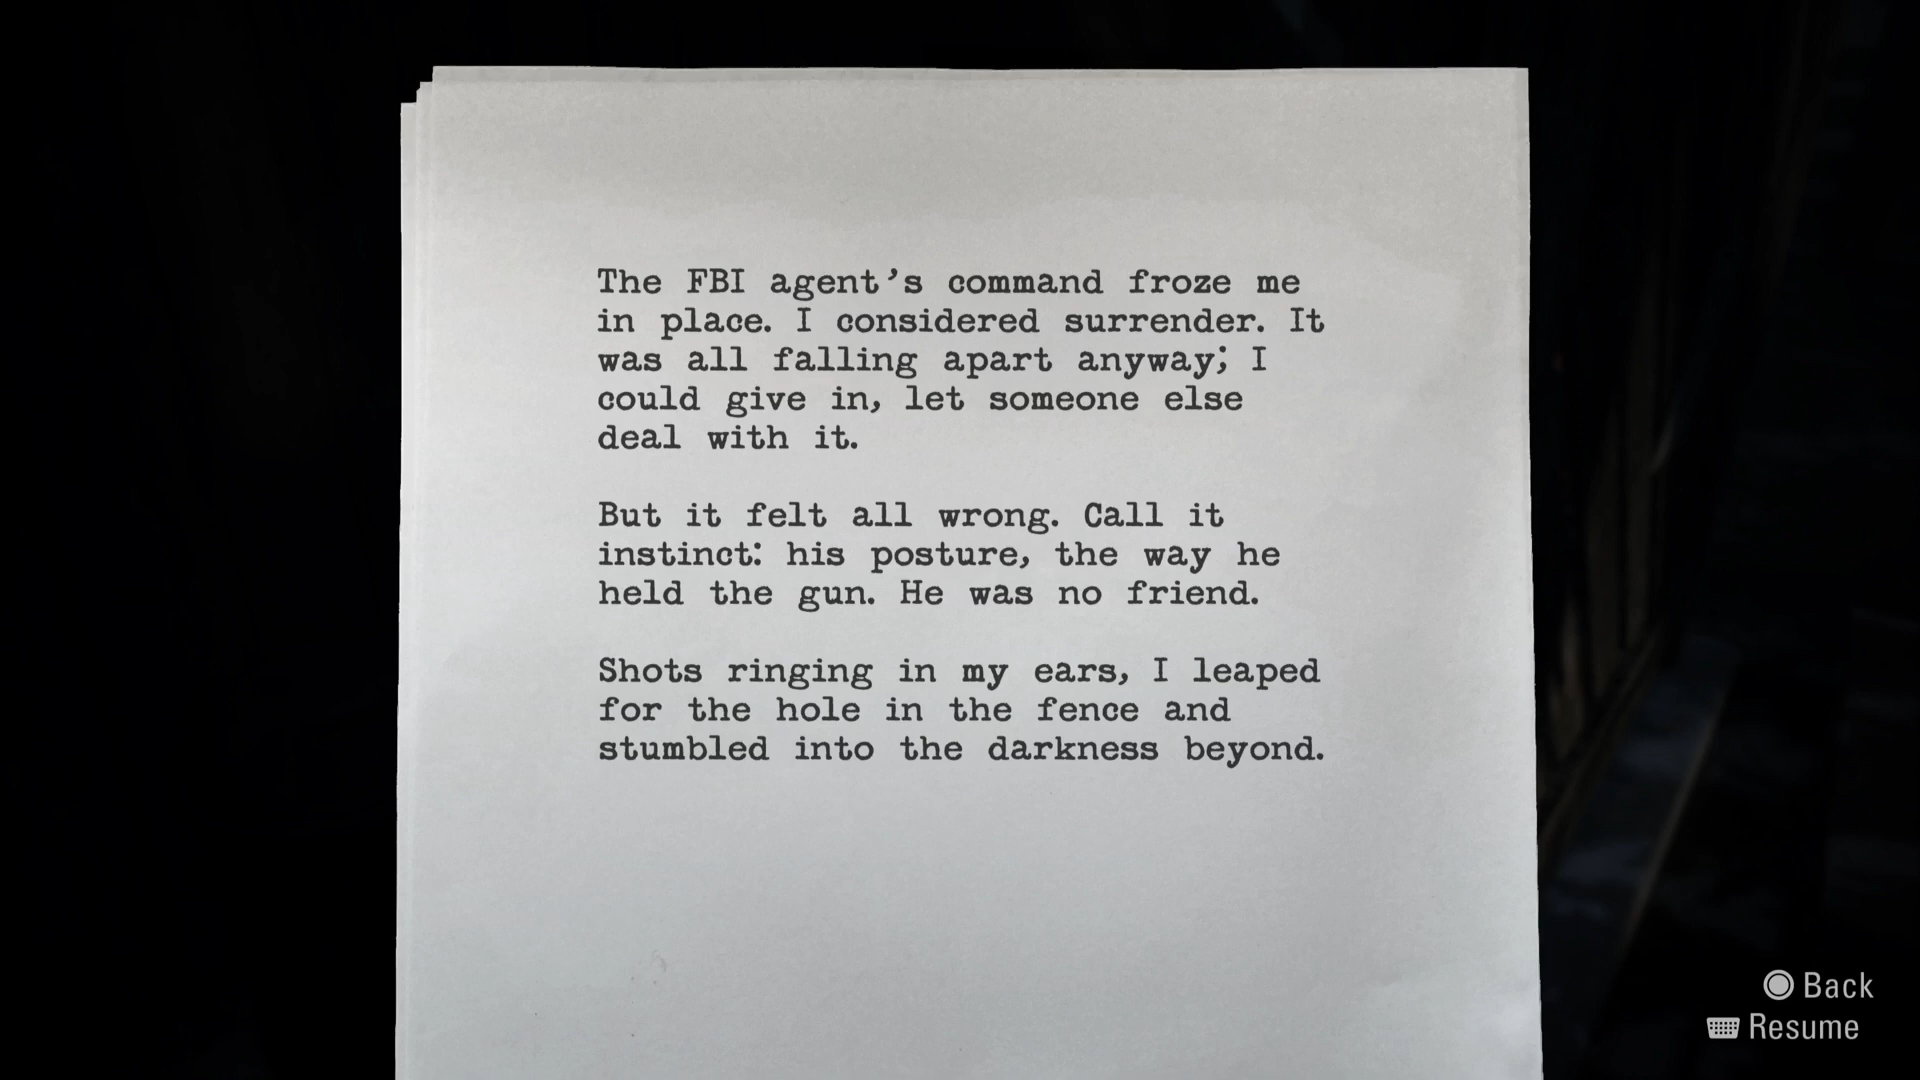 The FBI agent’s command froze me
in place. I considered surrender. It
was all falling apart anyway; I
could give in, let someone else
deal with it.
But it felt all wrong. Call it
instinct: his posture, the way he
held the gun. He was no friend.
Shots ringing in my ears, I leaped
for the hole in the fence and
stumbled into the darkness beyond.
Back
Resume